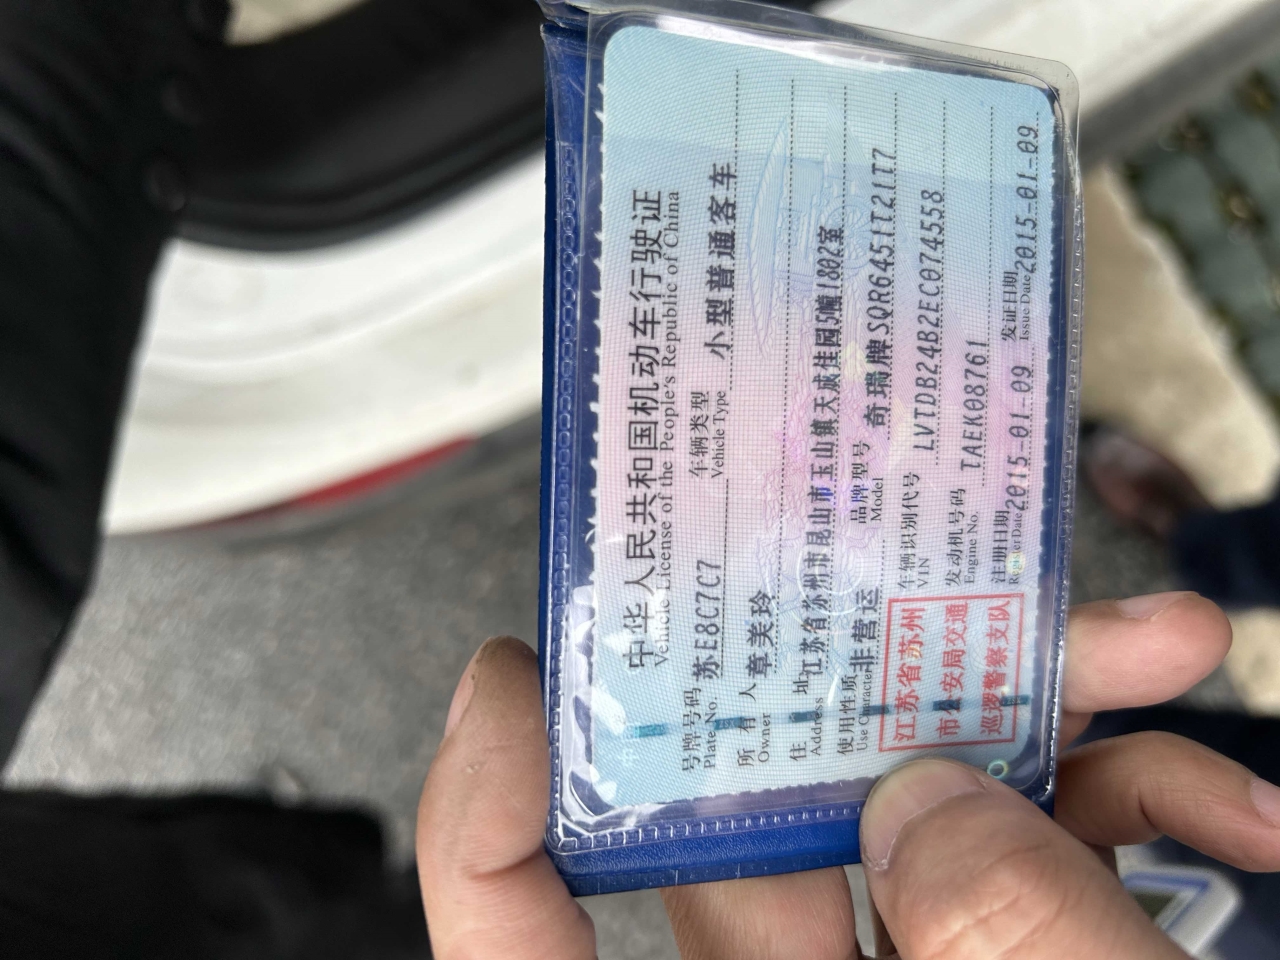 中华人民共和国机动车行驶证
Vehicle License of the People's Republic of China
号牌号码 苏E8C7C7 车辆类型 小型普通客车
Plate No. Vehicle Type
所有人 章美珍
Owner
住址 江苏省苏州市昆山市玉山镇天成佳園3幢1802室
Address
使用性质 非营运 品牌型号 奇瑞牌SQR6451T21T7
Use Character Model
江苏省苏州
市公安局交通
巡逻警察支队
车辆识别代号 LVTDB24B2EC074558
VIN
发动机号码 TAEK08761
Engine No.
注册日期 2015-01-09 发证日期 2015-01-09
Register Date Issue Date